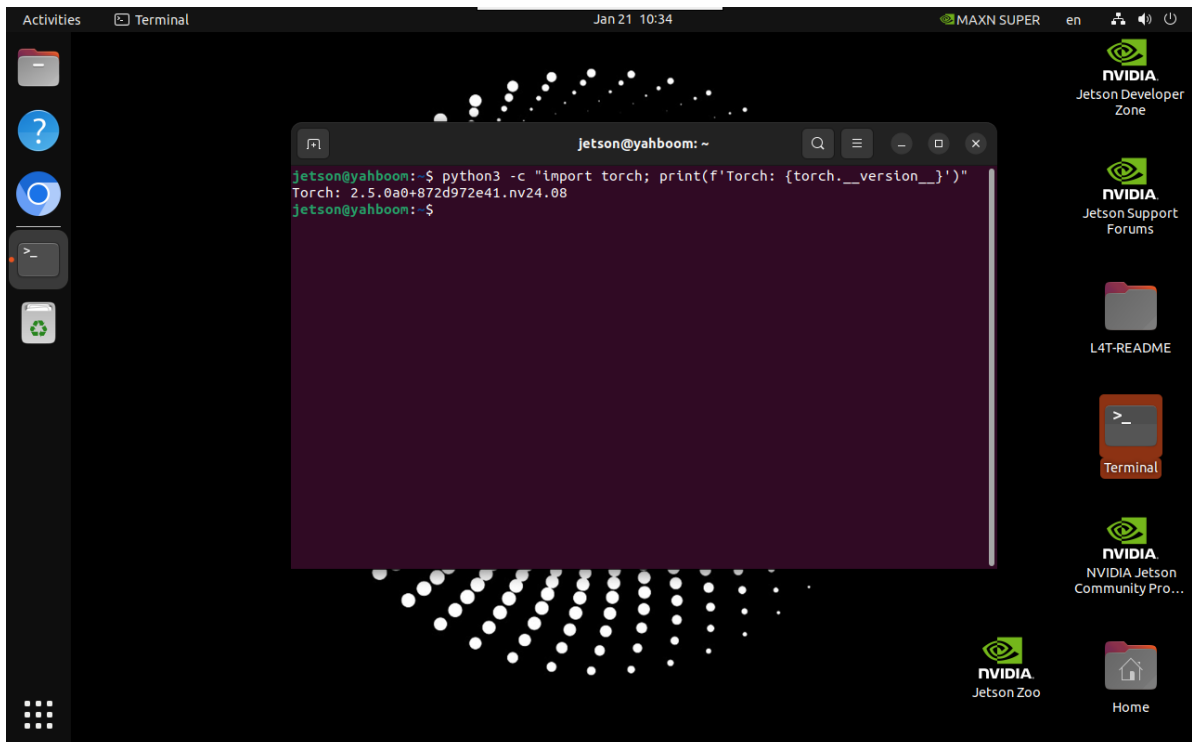 Activities
Terminal
Jan 21 10:34
MAXN SUPER
en
jetson@yahboom: ~
jetson@yahboom:~$ python3 -c "import torch; print(f'Torch: {torch.__version__}')"
Torch: 2.5.0a0+872d972e41.nv24.08
jetson@yahboom:~$
NVIDIA.
Jetson Developer
Zone
NVIDIA.
Jetson Support
Forums
L4T-README
>_
Terminal
NVIDIA.
NVIDIA Jetson
Community Pro...
NVIDIA.
Jetson Zoo
Home